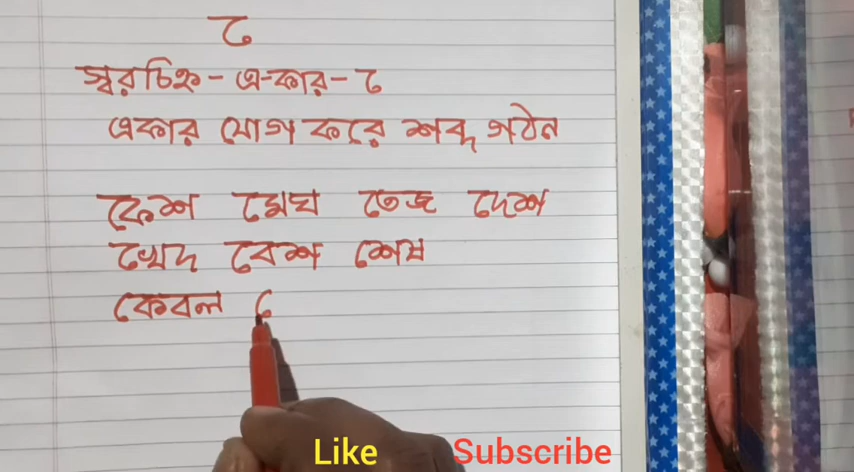 ে
স্বরচিহ্ন - এ-কার - ে
একার যোগ করে শব্দ গঠন
কেশ মেঘ তেজ দেশ
খেদ বেশ শেষ
কেবল ে
Like Subscribe